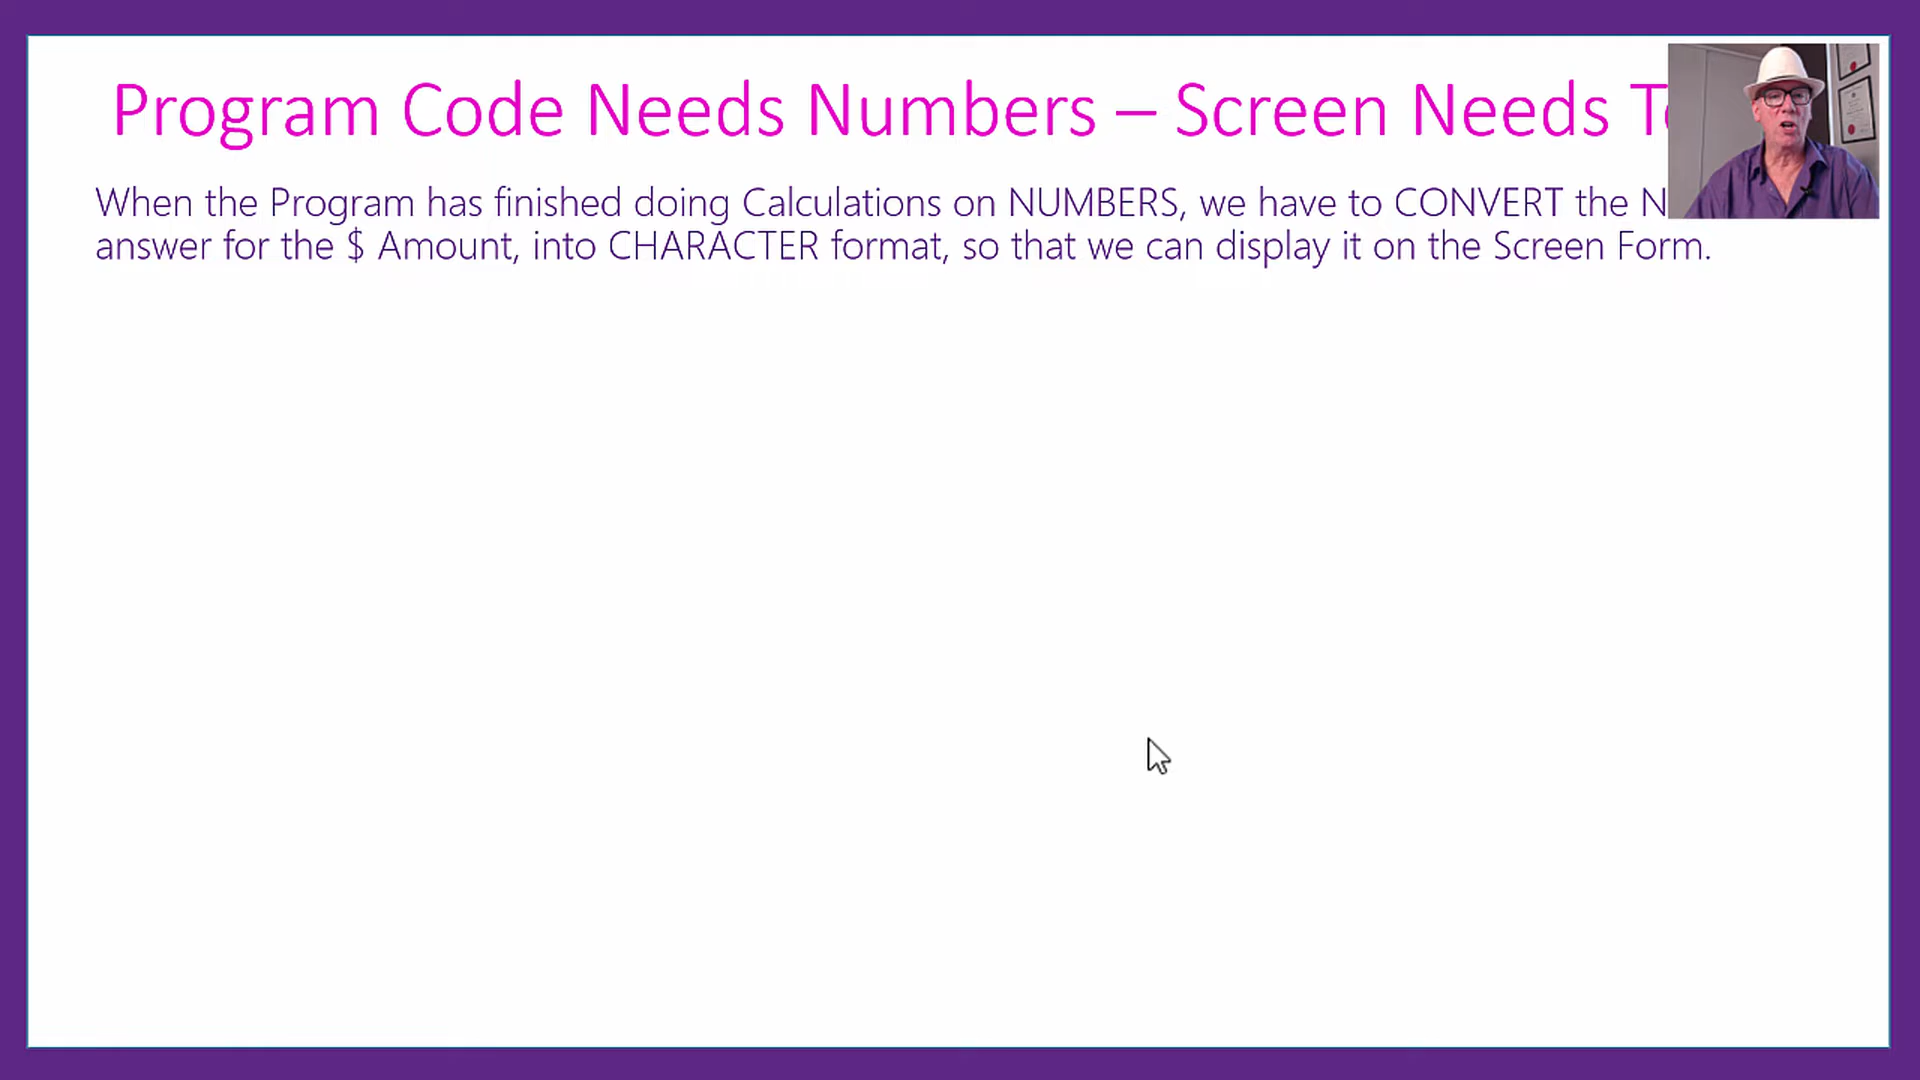 Program Code Needs Numbers – Screen Needs
When the Program has finished doing Calculations on NUMBERS, we have to CONVERT the
answer for the $ Amount, into CHARACTER format, so that we can display it on the Screen Form.